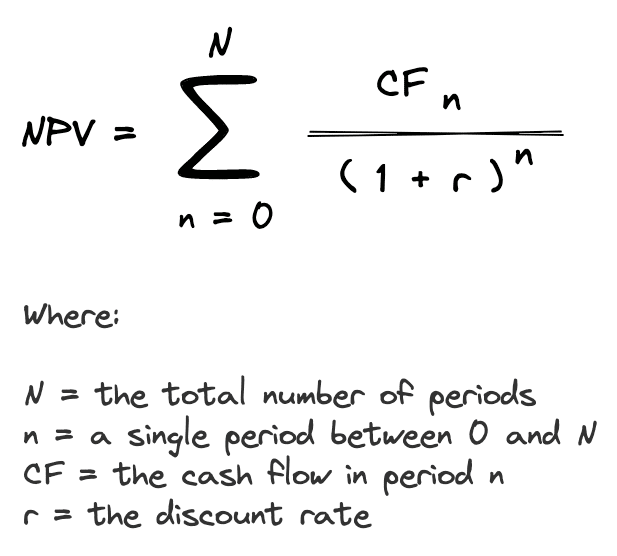 N
NPV = Σ CF n
( 1 + r ) n
n = 0
Where:
N = the total number of periods
n = a single period between 0 and N
CF = the cash flow in period n
r = the discount rate